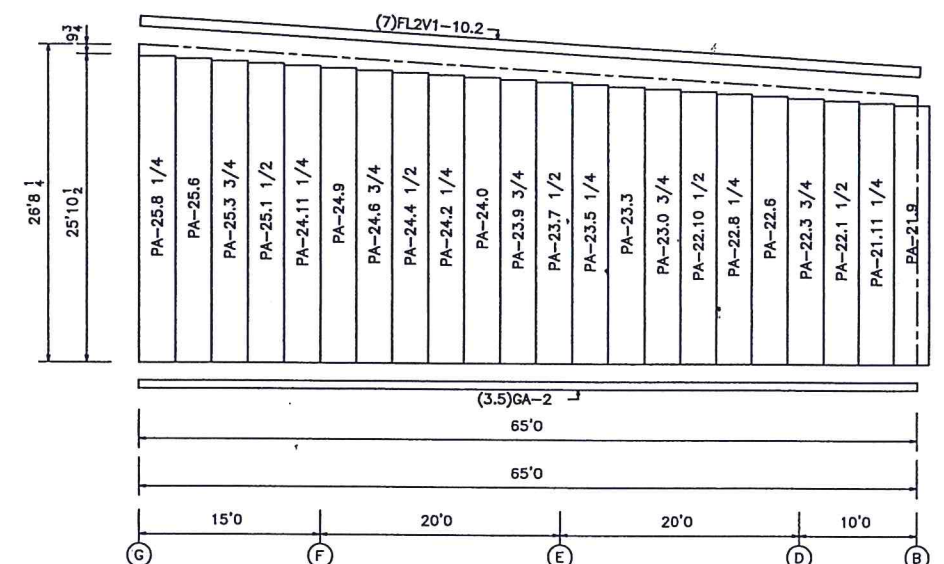 (7)FL2V1-10.2
9 3/4
26'8 1/4
25'10 1/2
PA-25.8 1/4
PA-25.6
PA-25.3 3/4
PA-25.1 1/2
PA-24.11 1/4
PA-24.9
PA-24.6 3/4
PA-24.4 1/2
PA-24.2 1/4
PA-24.0
PA-23.9 3/4
PA-23.7 1/2
PA-23.5 1/4
PA-23.3
PA-23.0 3/4
PA-22.10 1/2
PA-22.8 1/4
PA-22.6
PA-22.3 3/4
PA-22.1 1/2
PA-21.11 1/4
PA-21.9
(3.5)GA-2
65'0
65'0
15'0
20'0
20'0
10'0
G
F
E
D
B